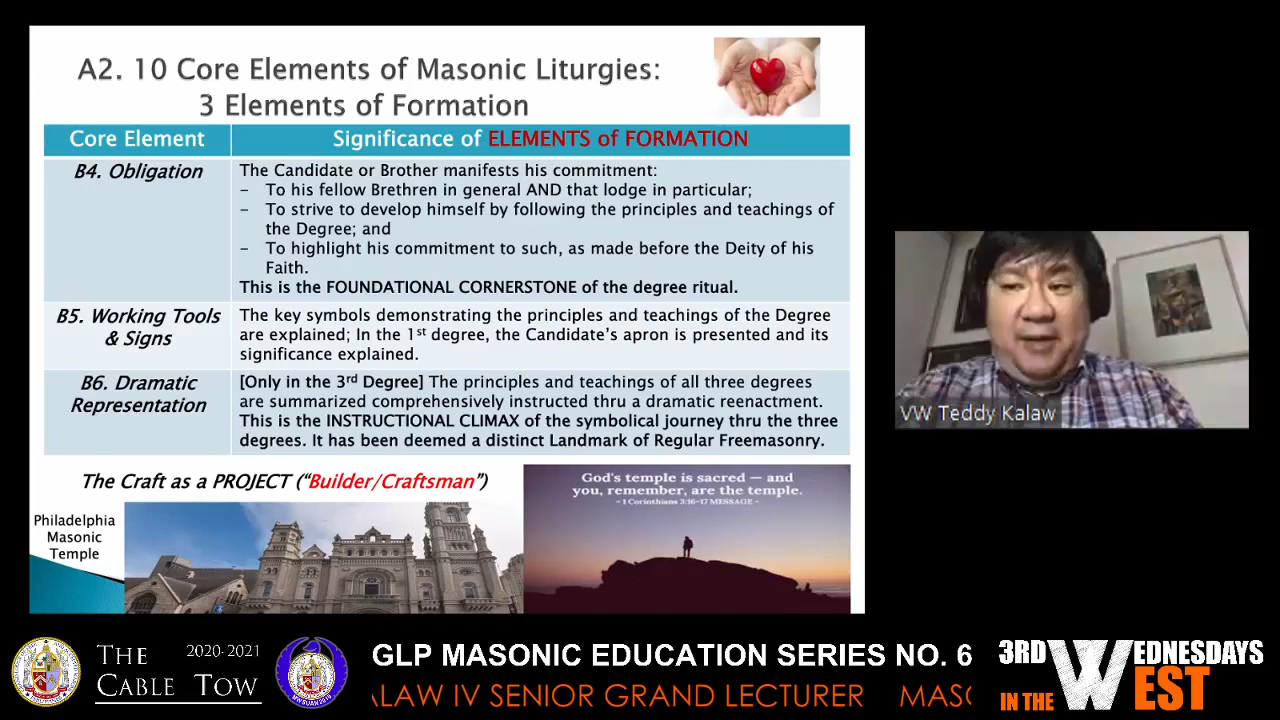 A2. 10 Core Elements of Masonic Liturgies:
3 Elements of Formation
Core Element
Significance of ELEMENTS of FORMATION
B4. Obligation
The Candidate or Brother manifests his commitment:
– To his fellow Brethren in general AND that lodge in particular;
– To strive to develop himself by following the principles and teachings of
the Degree; and
– To highlight his commitment to such, as made before the Deity of his
Faith.
This is the FOUNDATIONAL CORNERSTONE of the degree ritual.
B5. Working Tools
& Signs
The key symbols demonstrating the principles and teachings of the Degree
are explained; In the 1st degree, the Candidate's apron is presented and its
significance explained.
B6. Dramatic
Representation
[Only in the 3rd Degree] The principles and teachings of all three degrees
are summarized comprehensively instructed thru a dramatic reenactment.
This is the INSTRUCTIONAL CLIMAX of the symbolical journey thru the three
degrees. It has been deemed a distinct Landmark of Regular Freemasonry.
The Craft as a PROJECT ("Builder/Craftsman")
Philadelphia
Masonic
Temple
God's temple is sacred — and
you, remember, are the temple.
~ 1 Corinthians 3:16-17 MESSAGE ~
VW Teddy Kalaw
THE 2020-2021
CABLE TOW
GLP MASONIC EDUCATION SERIES NO. 6
LAW IV SENIOR GRAND LECTURER MASO
3RD WEDNESDAYS
IN THE WEST